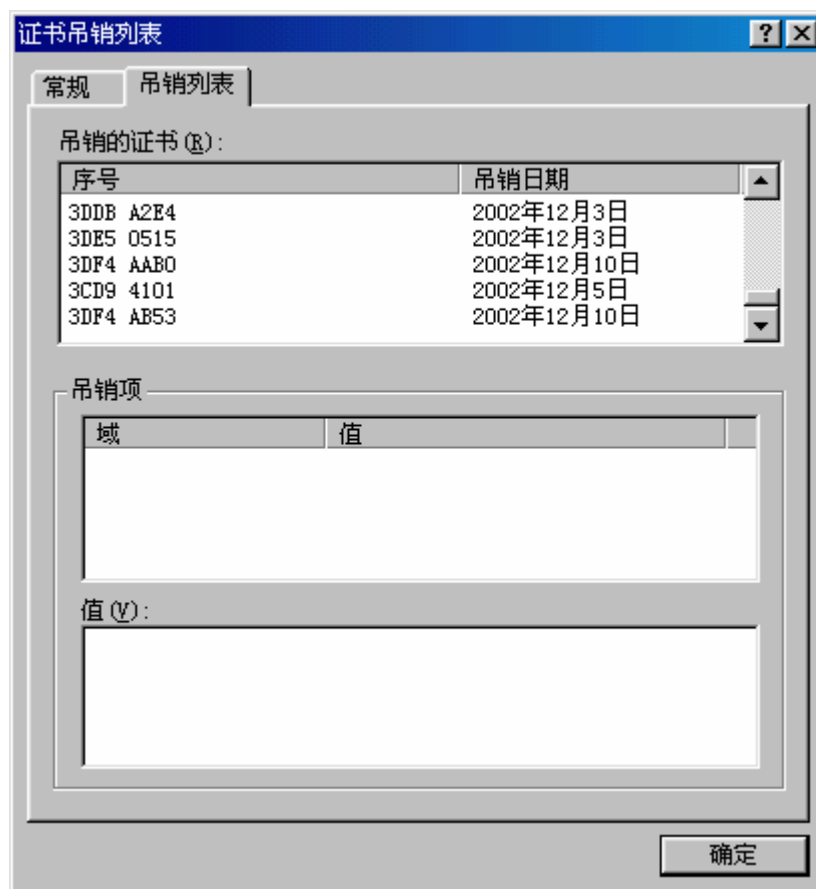 证书吊销列表
常规 吊销列表
吊销的证书(R):
序号 吊销日期
3DDB A2E4 2002年12月3日
3DE5 0515 2002年12月3日
3DF4 AAB0 2002年12月10日
3CD9 4101 2002年12月5日
3DF4 AB53 2002年12月10日
吊销项
域 值
值(V):
确定